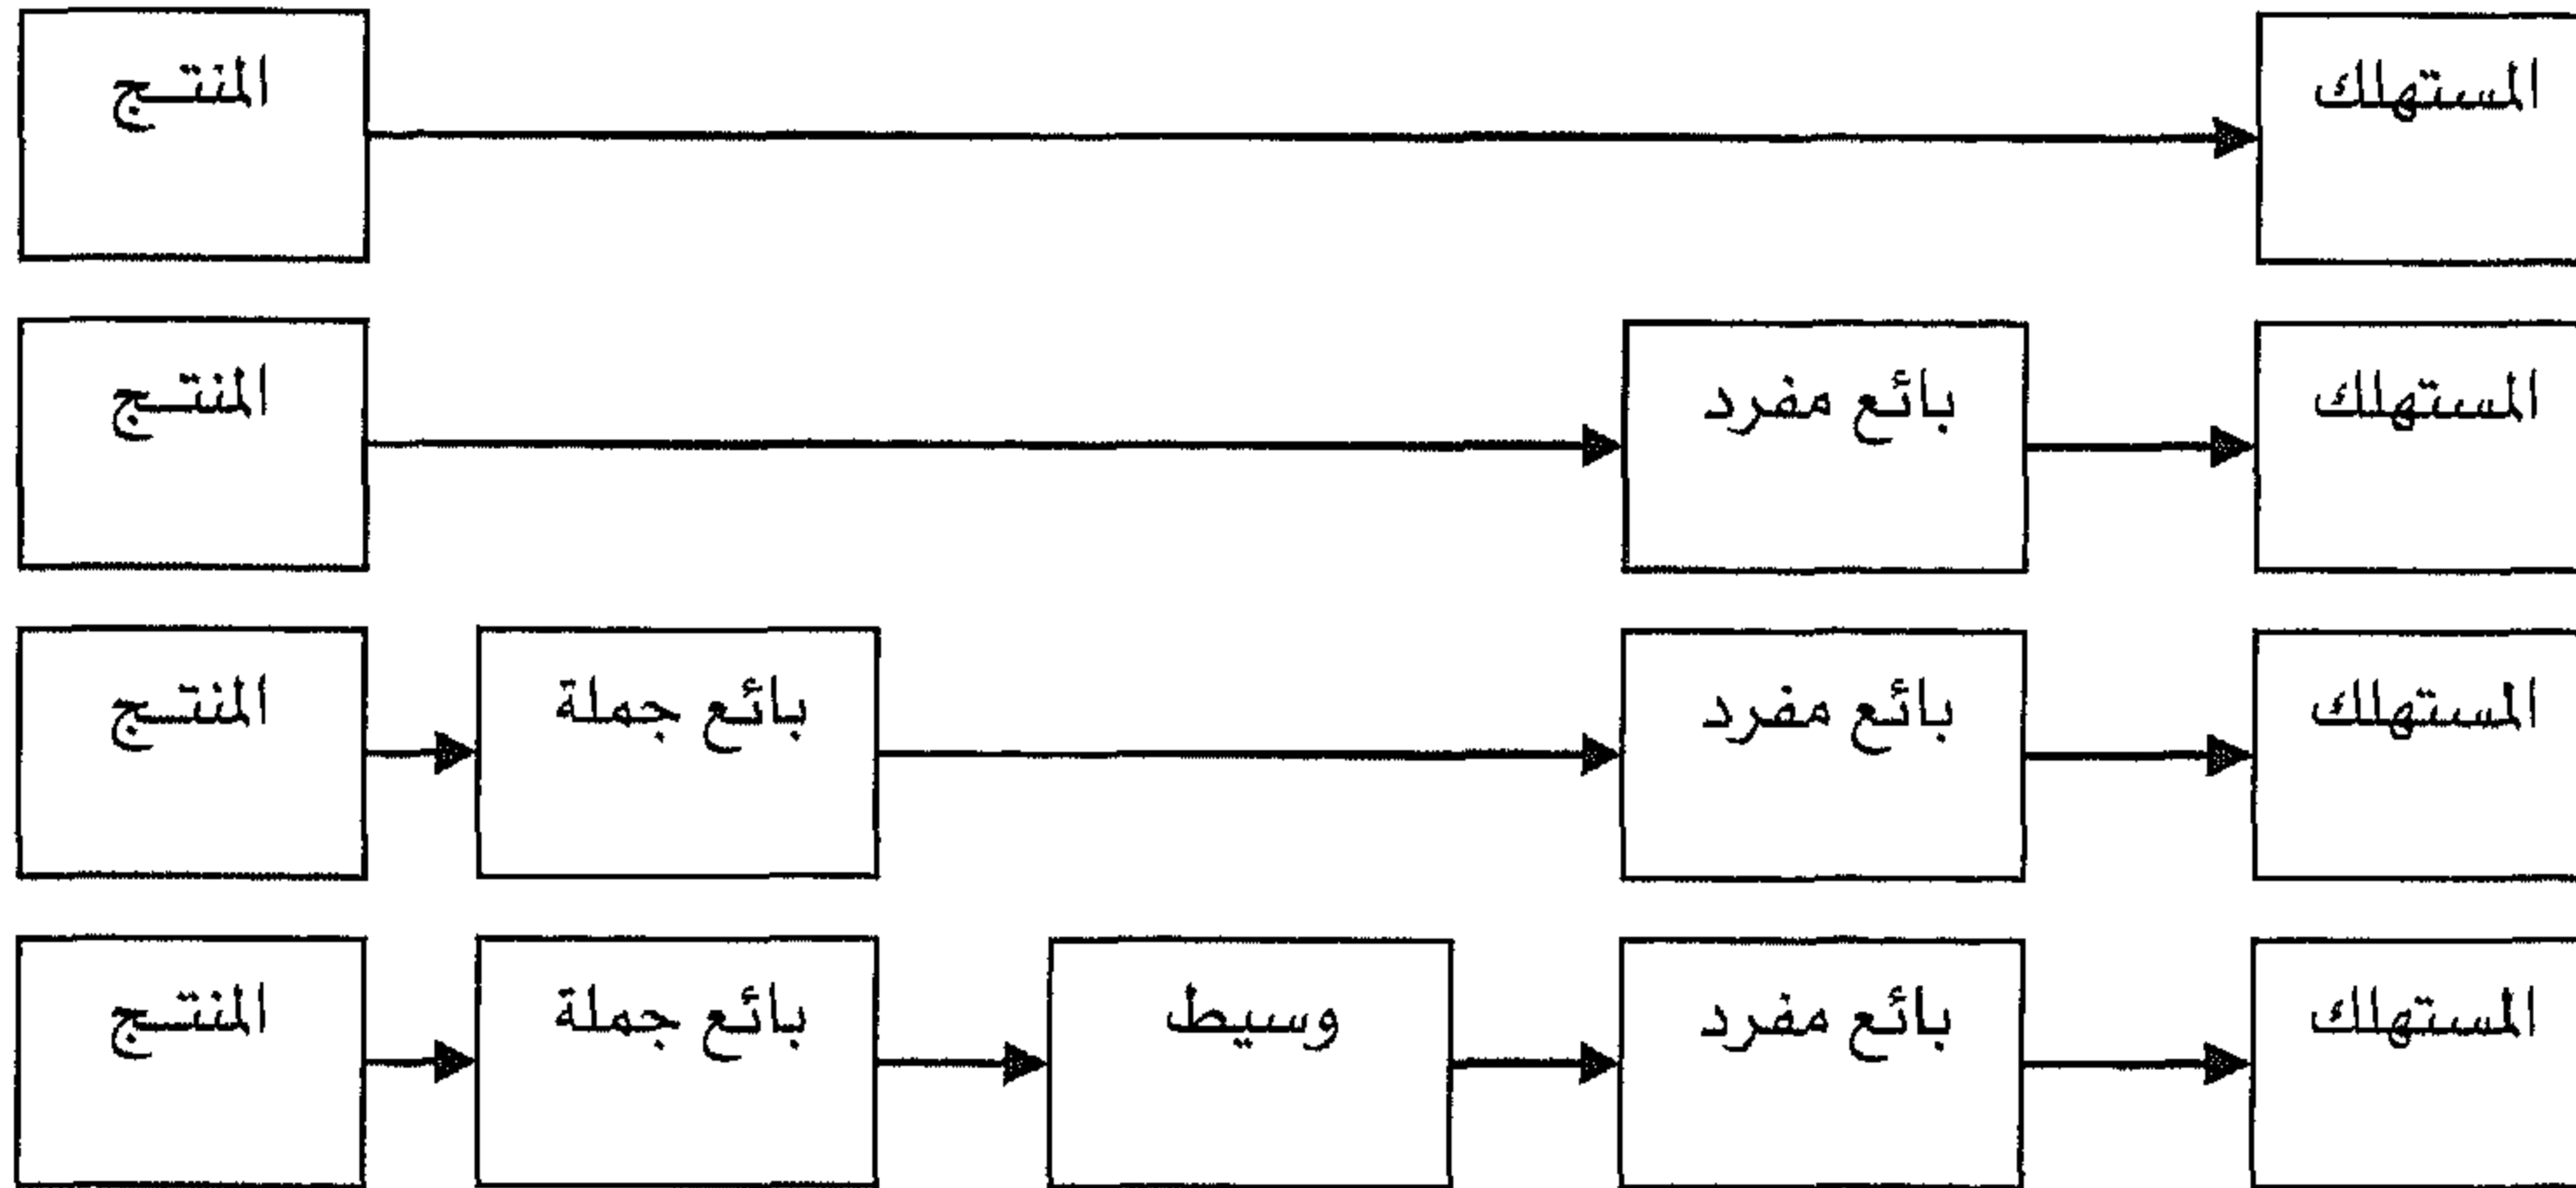 المنتج
المستهلك
المنتج
بائع مفرد
المستهلك
المنتج
بائع جملة
بائع مفرد
المستهلك
المنتج
بائع جملة
وسيط
بائع مفرد
المستهلك